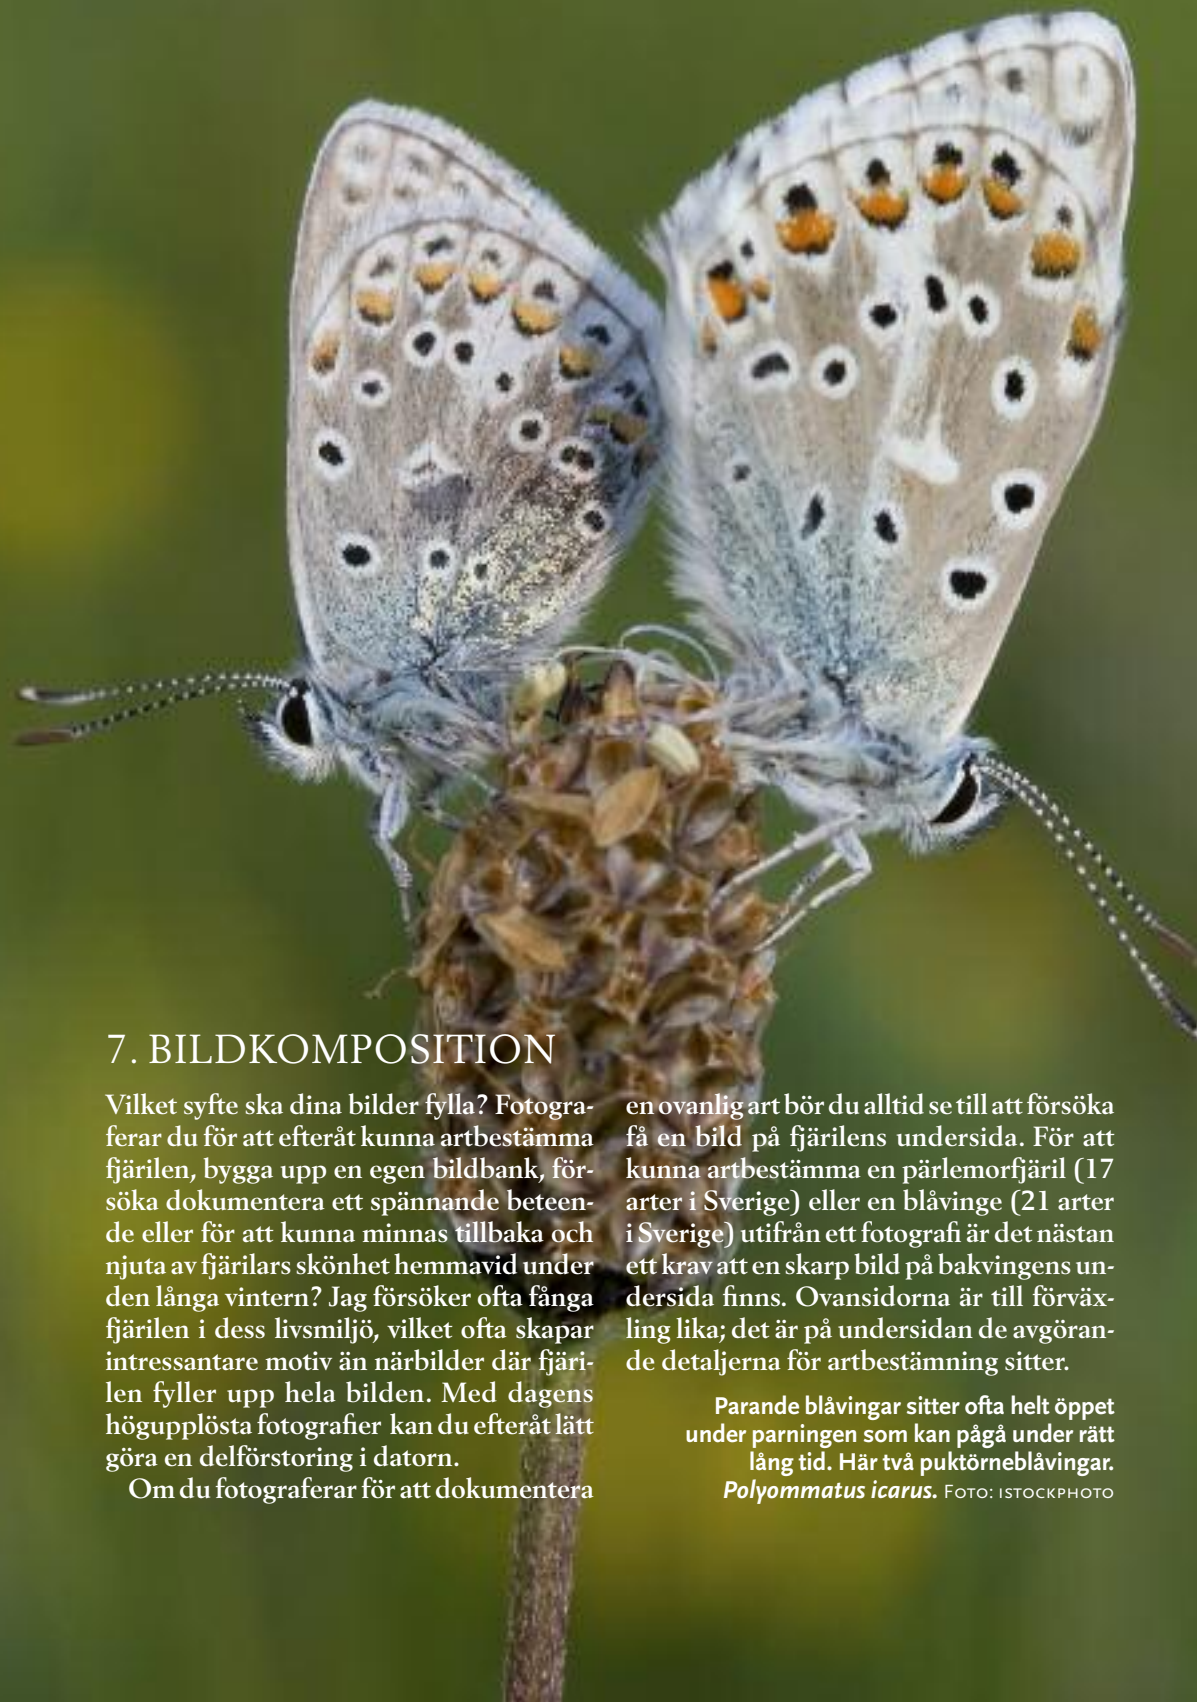 7. BILDKOMPOSITION
Vilket syfte ska dina bilder fylla? Fotogra-
ferar du för att efteråt kunna artbestämma
fjärilen, bygga upp en egen bildbank, för-
söka dokumentera ett spännande beteen-
de eller för att kunna minnas tillbaka och
njuta av fjärilars skönhet hemmavid under
den långa vintern? Jag försöker ofta fånga
fjärilen i dess livsmiljö, vilket ofta skapar
intressantare motiv än närbilder där fjäri-
len fyller upp hela bilden. Med dagens
högupplösta fotografier kan du efteråt lätt
göra en delförstoring i datorn.
Om du fotograferar för att dokumentera
en ovanlig art bör du alltid se till att försöka
få en bild på fjärilens undersida. För att
kunna artbestämma en pärlemorfjäril (17
arter i Sverige) eller en blåvinge (21 arter
i Sverige) utifrån ett fotografi är det nästan
ett krav att en skarp bild på bakvingens un-
dersida finns. Ovansidorna är till förväx-
ling lika; det är på undersidan de avgöran-
de detaljerna för artbestämning sitter.
Parande blåvingar sitter ofta helt öppet
under parningen som kan pågå under rätt
lång tid. Här två puktörneblåvingar.
Polyommatus icarus. FOTO: ISTOCKPHOTO